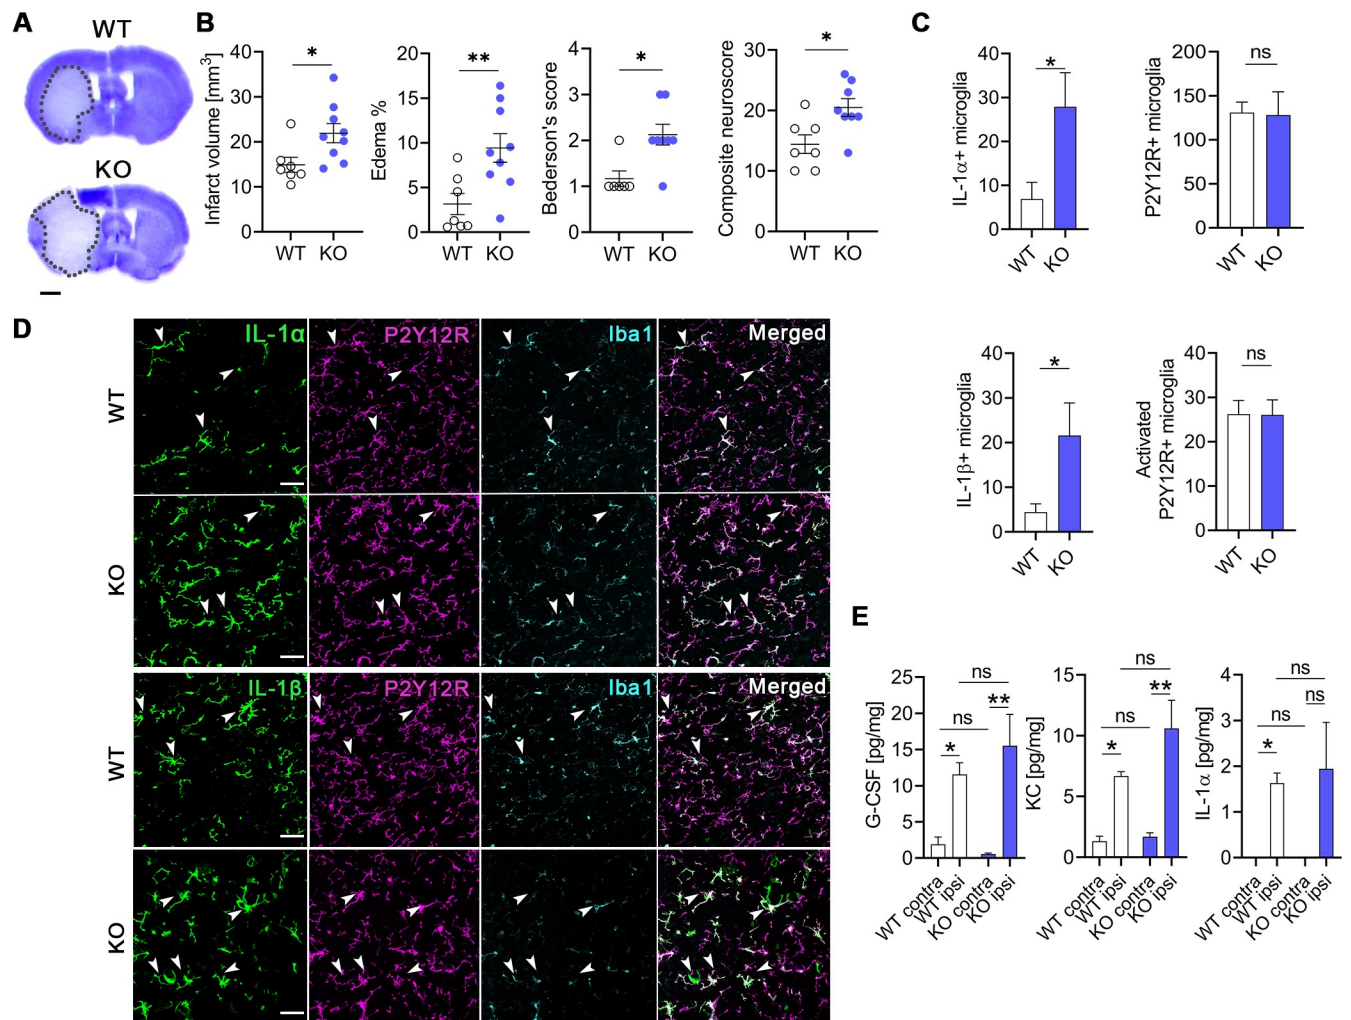 A
WT
KO
B
Infarct volume [mm³]
40
30
20
10
0
*
WT KO
Edema %
20
15
10
5
0
**
WT KO
Bederson's score
4
3
2
1
0
*
WT KO
Composite neuroscore
30
20
10
0
*
WT KO
C
IL-1α+ microglia
40
30
20
10
0
*
WT
KO
P2Y12R+ microglia
200
150
100
50
0
ns
WT
KO
IL-1β+ microglia
40
30
20
10
0
*
WT
KO
Activated
P2Y12R+ microglia
40
30
20
10
0
ns
WT
KO
D
IL-1α P2Y12R Iba1 Merged
WT
KO
IL-1β P2Y12R Iba1 Merged
WT
KO
E
G-CSF [pg/mg]
25
20
15
10
5
0
ns
ns
**
*
WT contra
WT ipsi
KO contra
KO ipsi
KC [pg/mg]
15
10
5
0
ns
ns
**
*
WT contra
WT ipsi
KO contra
KO ipsi
IL-1α [pg/mg]
4
3
2
1
0
ns
ns
ns
*
WT contra
WT ipsi
KO contra
KO ipsi